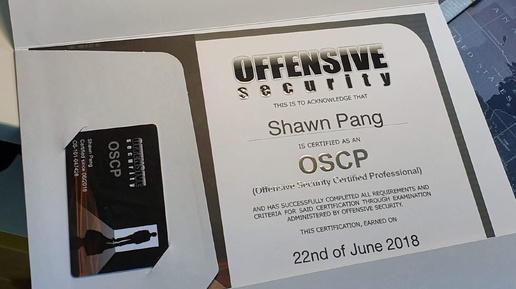 OFFENSIVE
security
THIS IS TO ACKNOWLEDGE THAT
Shawn Pang
IS CERTIFIED AS AN
OSCP
(Offensive Security Certified Professional)
AND HAS SUCCESSFULLY COMPLETED ALL REQUIREMENTS AND
CRITERIA FOR SAID CERTIFICATION THROUGH EXAMINATION
ADMINISTERED BY OFFENSIVE SECURITY.
THIS CERTIFICATION, EARNED ON
22nd of June 2018
OFFENSIVE
security
OSCP
Shawn Pang